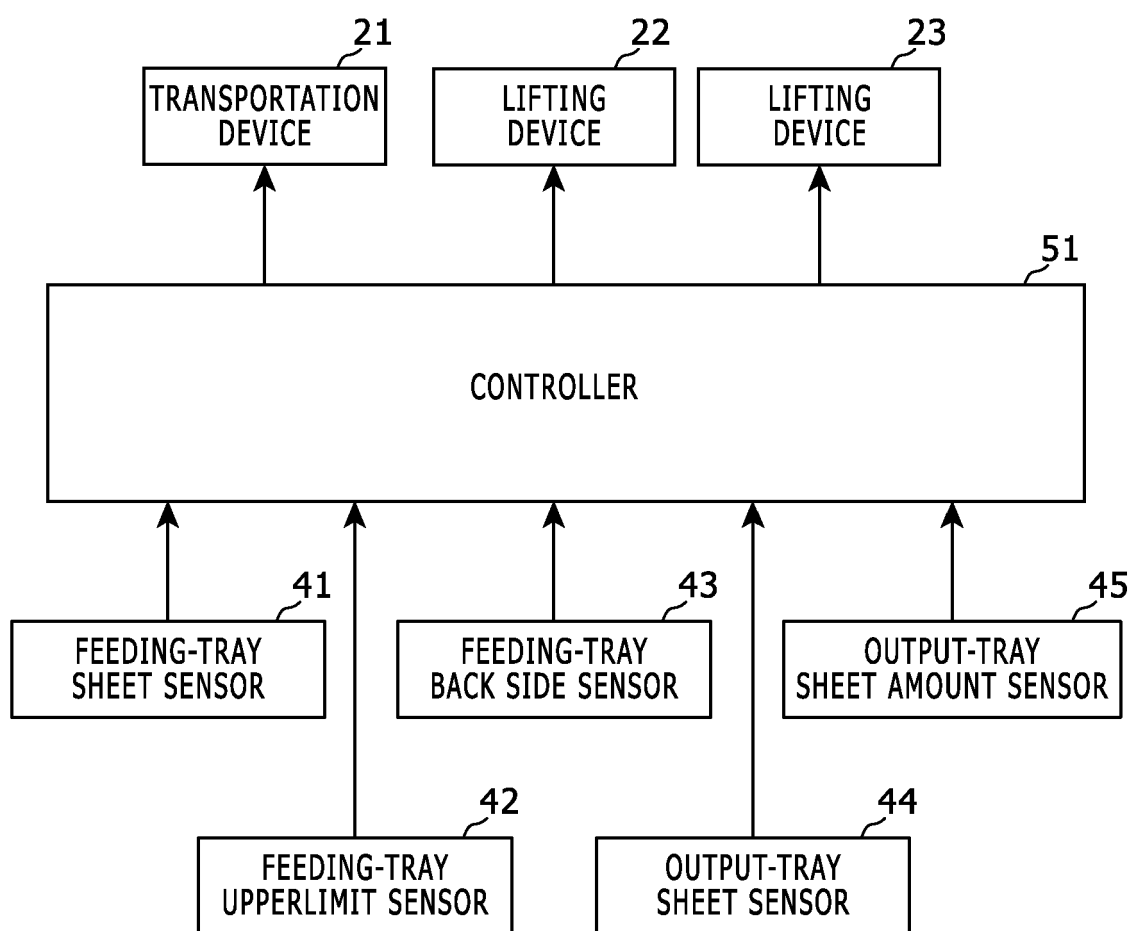 21
22
23
TRANSPORTATION
DEVICE
LIFTING
DEVICE
LIFTING
DEVICE
51
CONTROLLER
41
43
45
FEEDING-TRAY
SHEET SENSOR
FEEDING-TRAY
BACK SIDE SENSOR
OUTPUT-TRAY
SHEET AMOUNT SENSOR
42
44
FEEDING-TRAY
UPPERLIMIT SENSOR
OUTPUT-TRAY
SHEET SENSOR